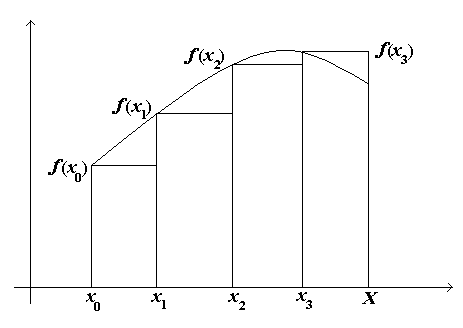 f(x₂)
f(x₃)
f(x₁)
f(x₀)
x₀ x₁ x₂ x₃ X